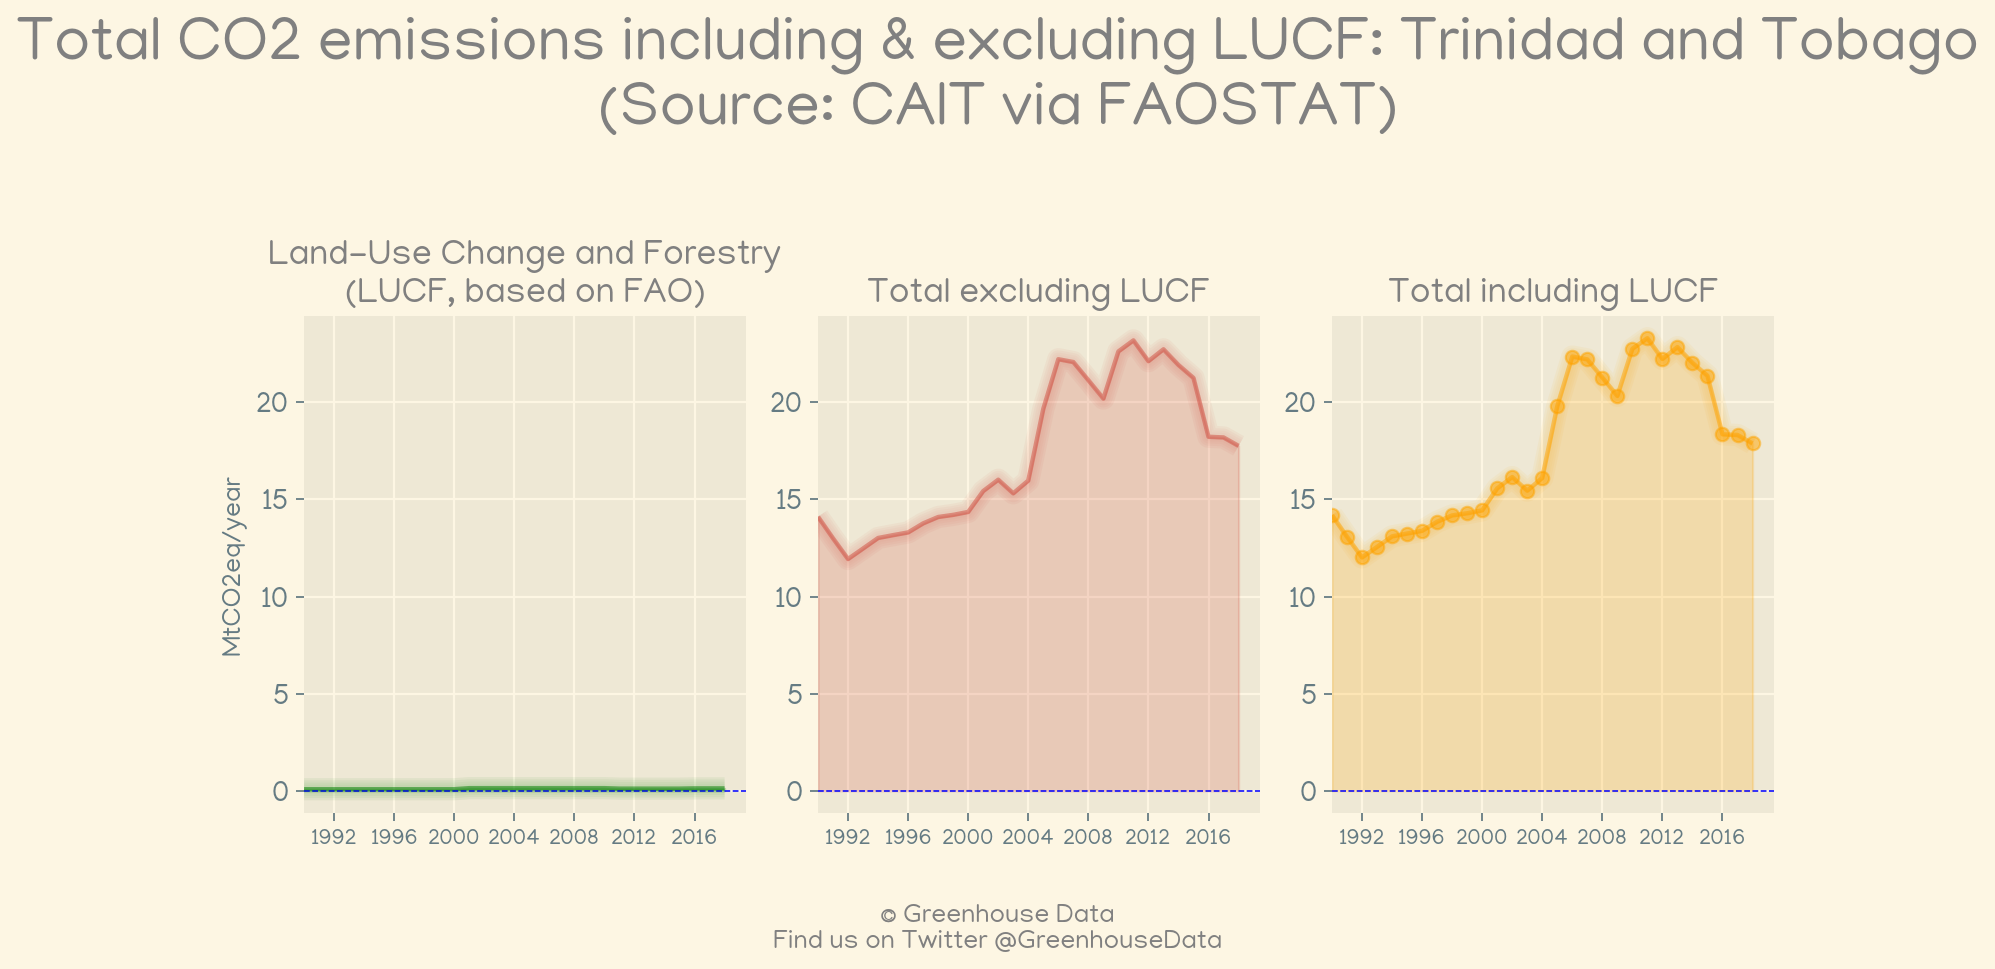 Total CO2 emissions including & excluding LUCF: Trinidad and Tobago
(Source: CAIT via FAOSTAT)
Land-Use Change and Forestry
(LUCF, based on FAO)
Total excluding LUCF
Total including LUCF
MtCO2eq/year
20
15
10
5
0
1992 1996 2000 2004 2008 2012 2016
20
15
10
5
0
1992 1996 2000 2004 2008 2012 2016
20
15
10
5
0
1992 1996 2000 2004 2008 2012 2016
© Greenhouse Data
Find us on Twitter @GreenhouseData